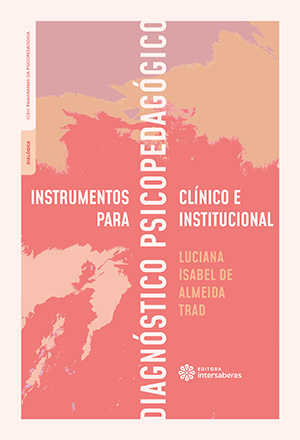 SÉRIE PANORAMAS DA PSICOPEDAGOGIA
DIALÓGICA
INSTRUMENTOS
PARA
DIAGNÓSTICO PSICOPEDAGÓGICO
CLÍNICO E
INSTITUCIONAL
LUCIANA
ISABEL DE
ALMEIDA
TRAD
EDITORA
intersaberes